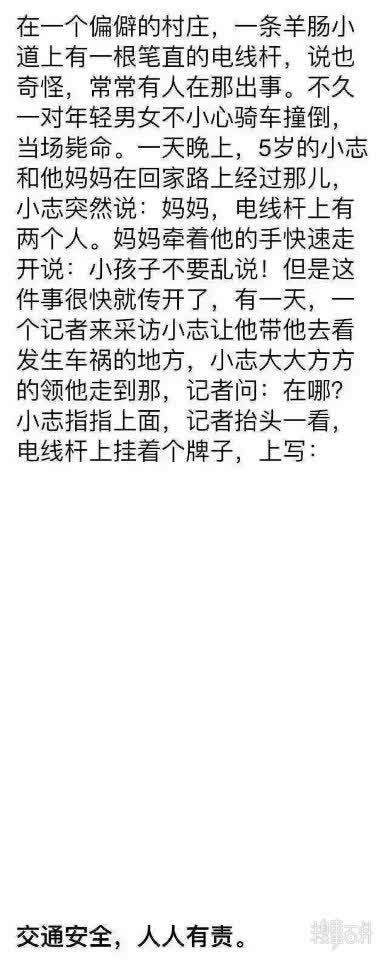 在一个偏僻的村庄，一条羊肠小
道上有一根笔直的电线杆，说也
奇怪，常常有人在那出事。不久
一对年轻男女不小心骑车撞倒，
当场毙命。一天晚上，5岁的小志
和他妈妈在回家路上经过那儿，
小志突然说：妈妈，电线杆上有
两个人。妈妈牵着他的手快速走
开说：小孩子不要乱说！但是这
件事很快就传开了，有一天，一
个记者来采访小志让他带他去看
发生车祸的地方，小志大大方方
的领他走到那，记者问：在哪？
小志指指上面，记者抬头一看，
电线杆上挂着个牌子，上写：
交通安全，人人有责。